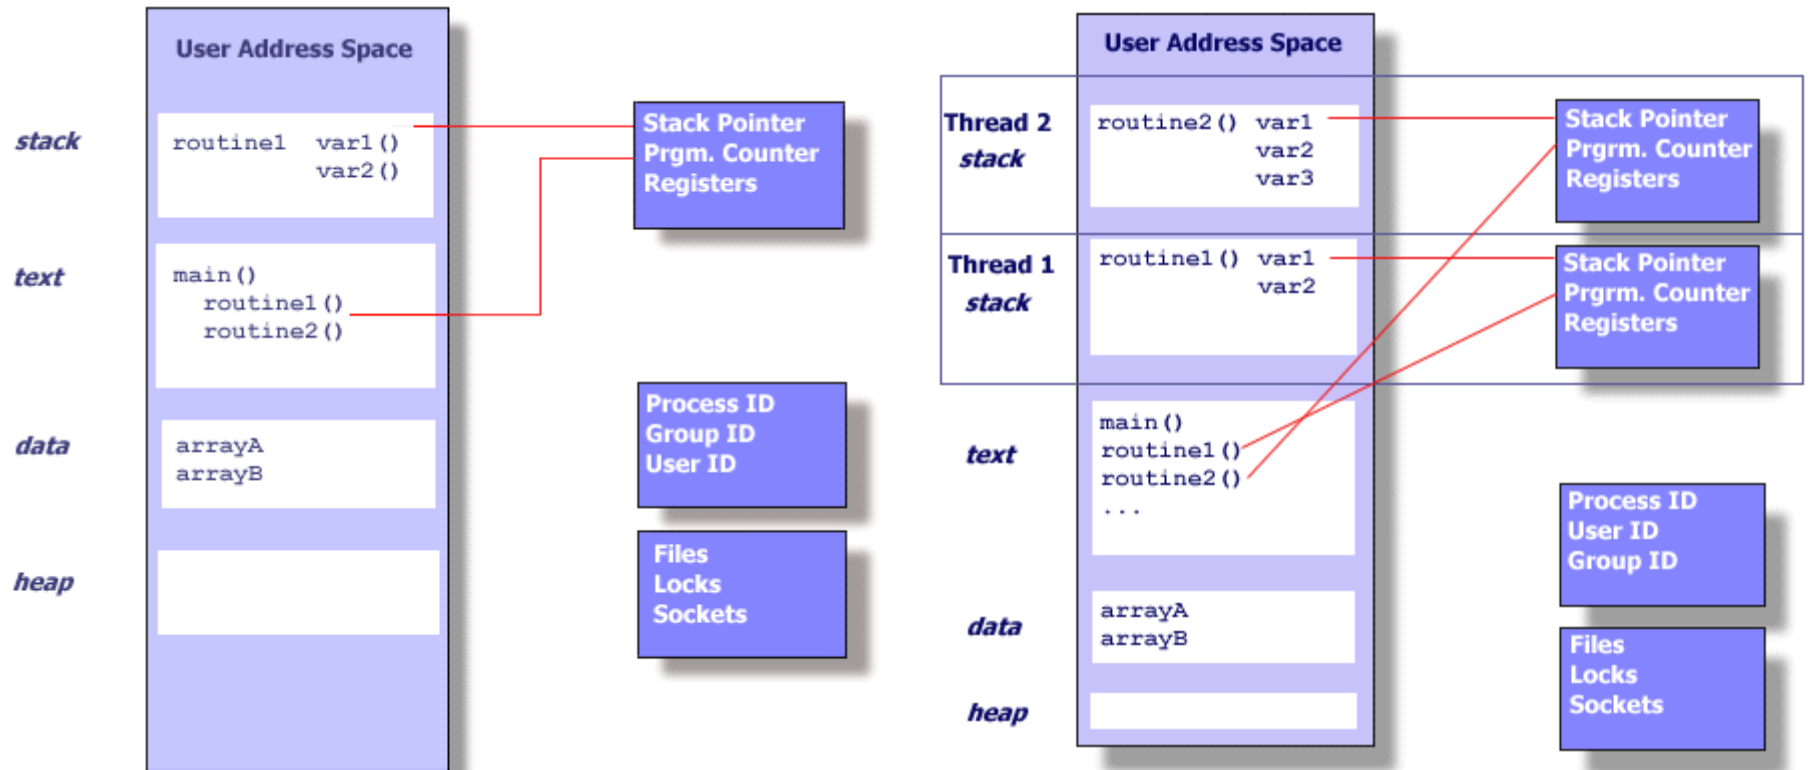 User Address Space
stack
routine1 var1()
var2()
Stack Pointer
Prgm. Counter
Registers
text
main()
routine1()
routine2()
Process ID
Group ID
User ID
data
arrayA
arrayB
Files
Locks
Sockets
heap
User Address Space
Thread 2
stack
routine2() var1
var2
var3
Stack Pointer
Prgrm. Counter
Registers
Thread 1
stack
routine1() var1
var2
Stack Pointer
Prgrm. Counter
Registers
text
main()
routine1()
routine2()
...
Process ID
User ID
Group ID
data
arrayA
arrayB
Files
Locks
Sockets
heap